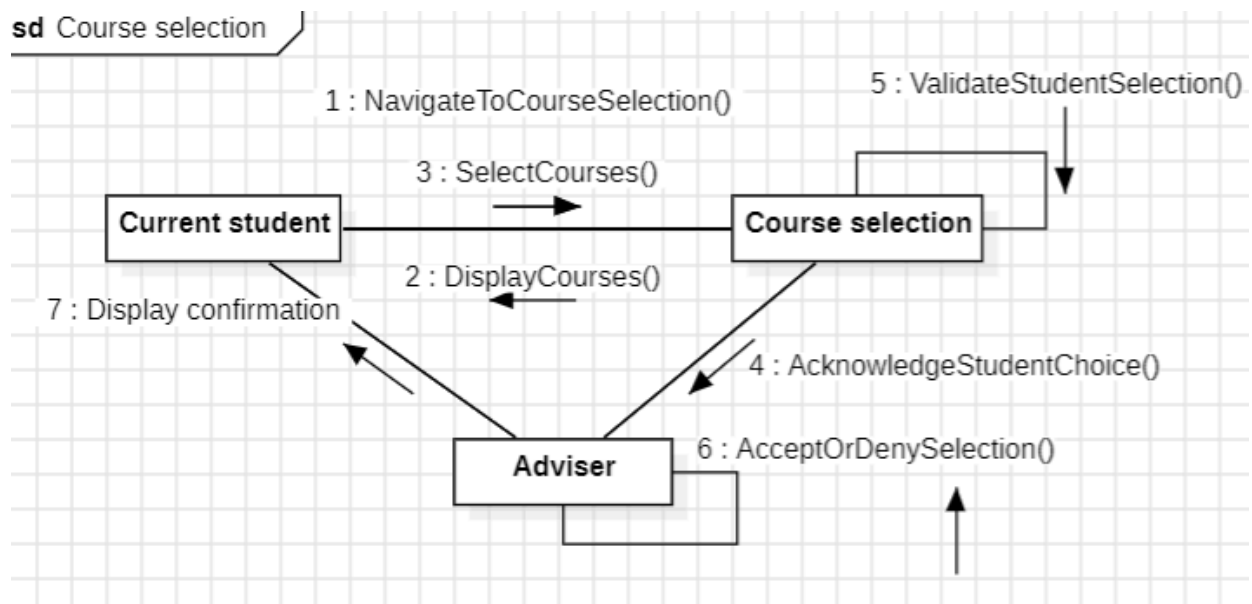 sd Course selection
1 : NavigateToCourseSelection()
5 : ValidateStudentSelection()
3 : SelectCourses()
Current student
Course selection
2 : DisplayCourses()
7 : Display confirmation
4 : AcknowledgeStudentChoice()
6 : AcceptOrDenySelection()
Adviser